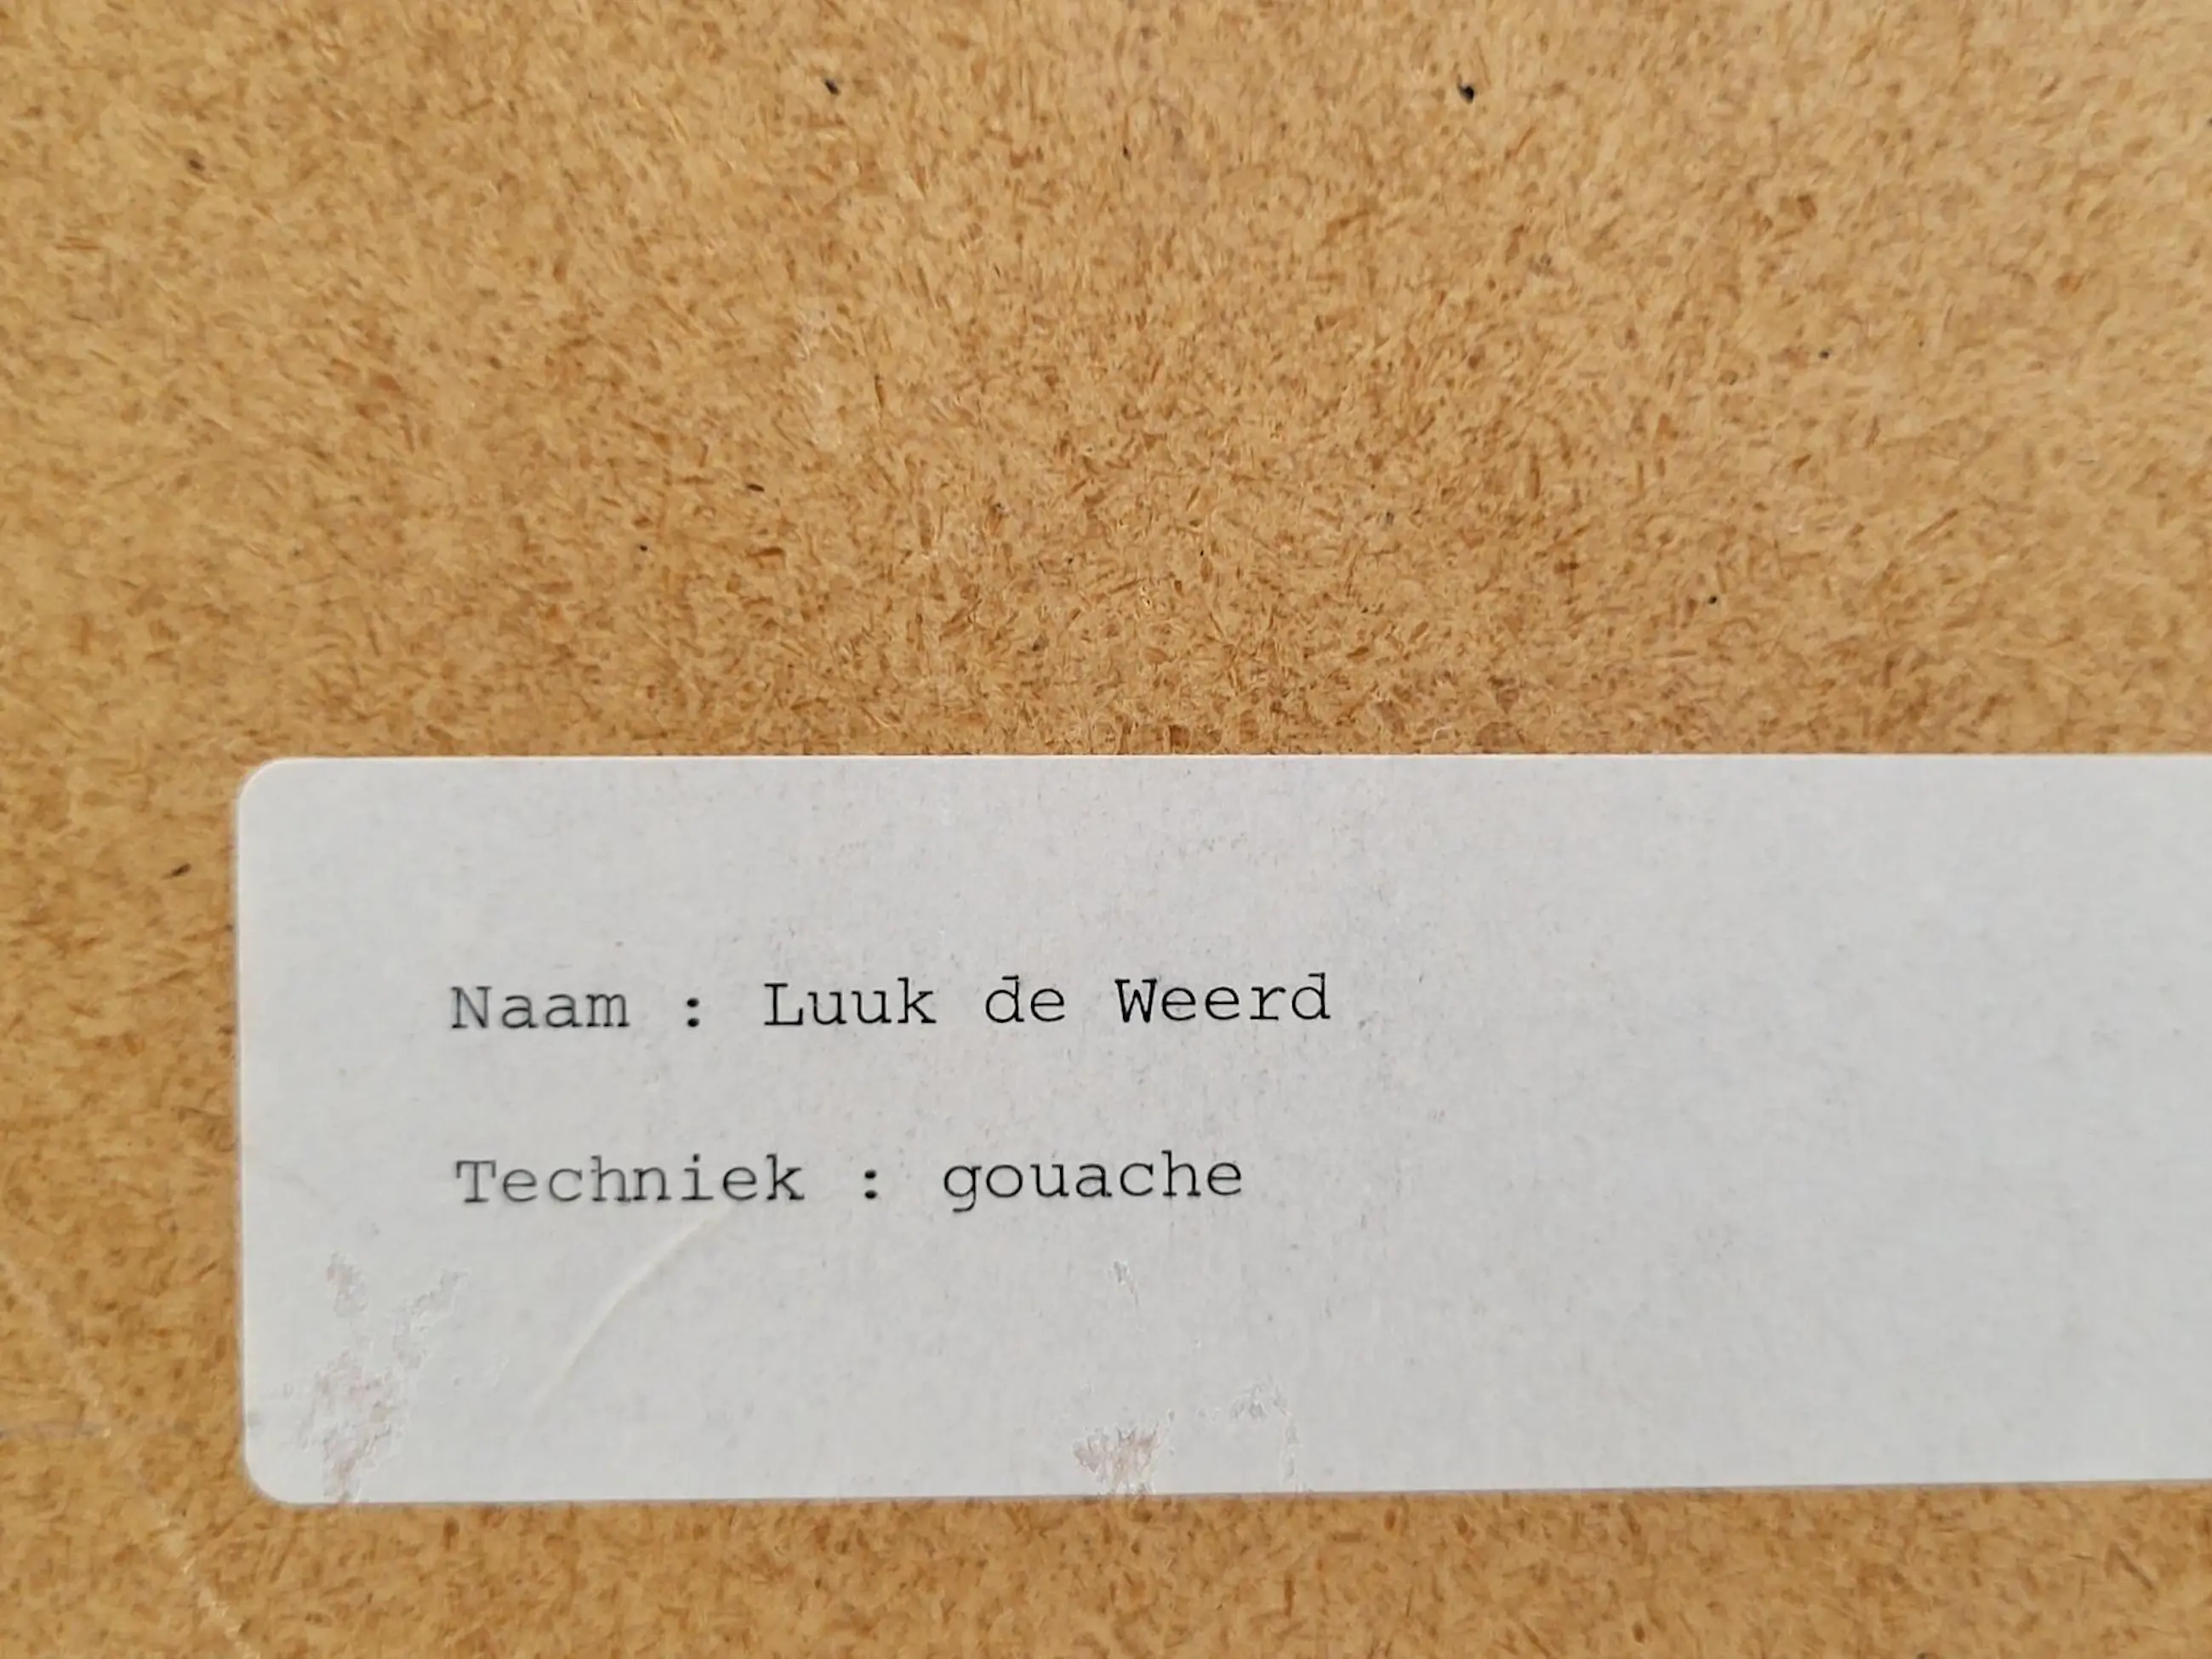 Naam : Luuk de Weerd
Techniek : gouache